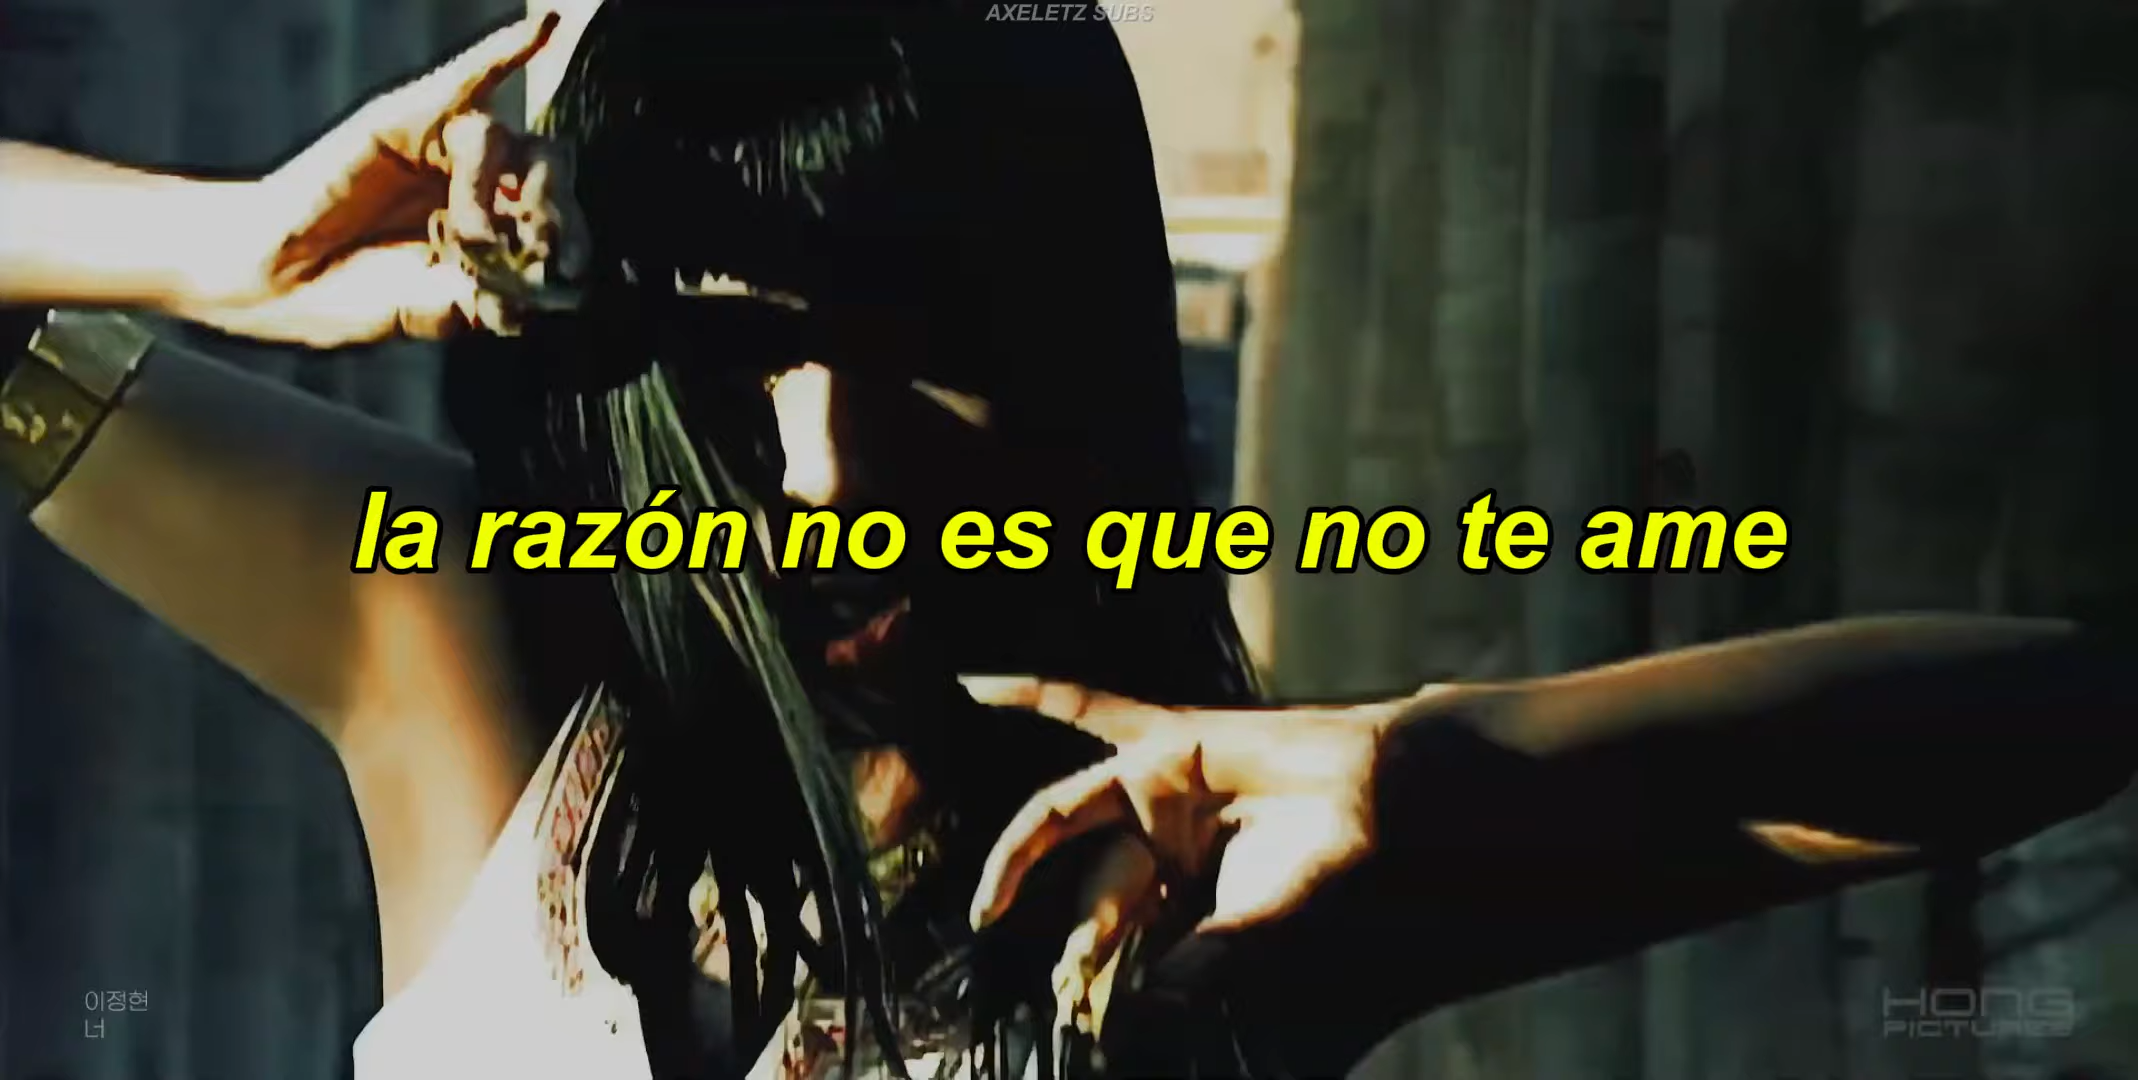 AXELETZ SUBS
la razón no es que no te ame
이정현
너
HONG
PICTURES